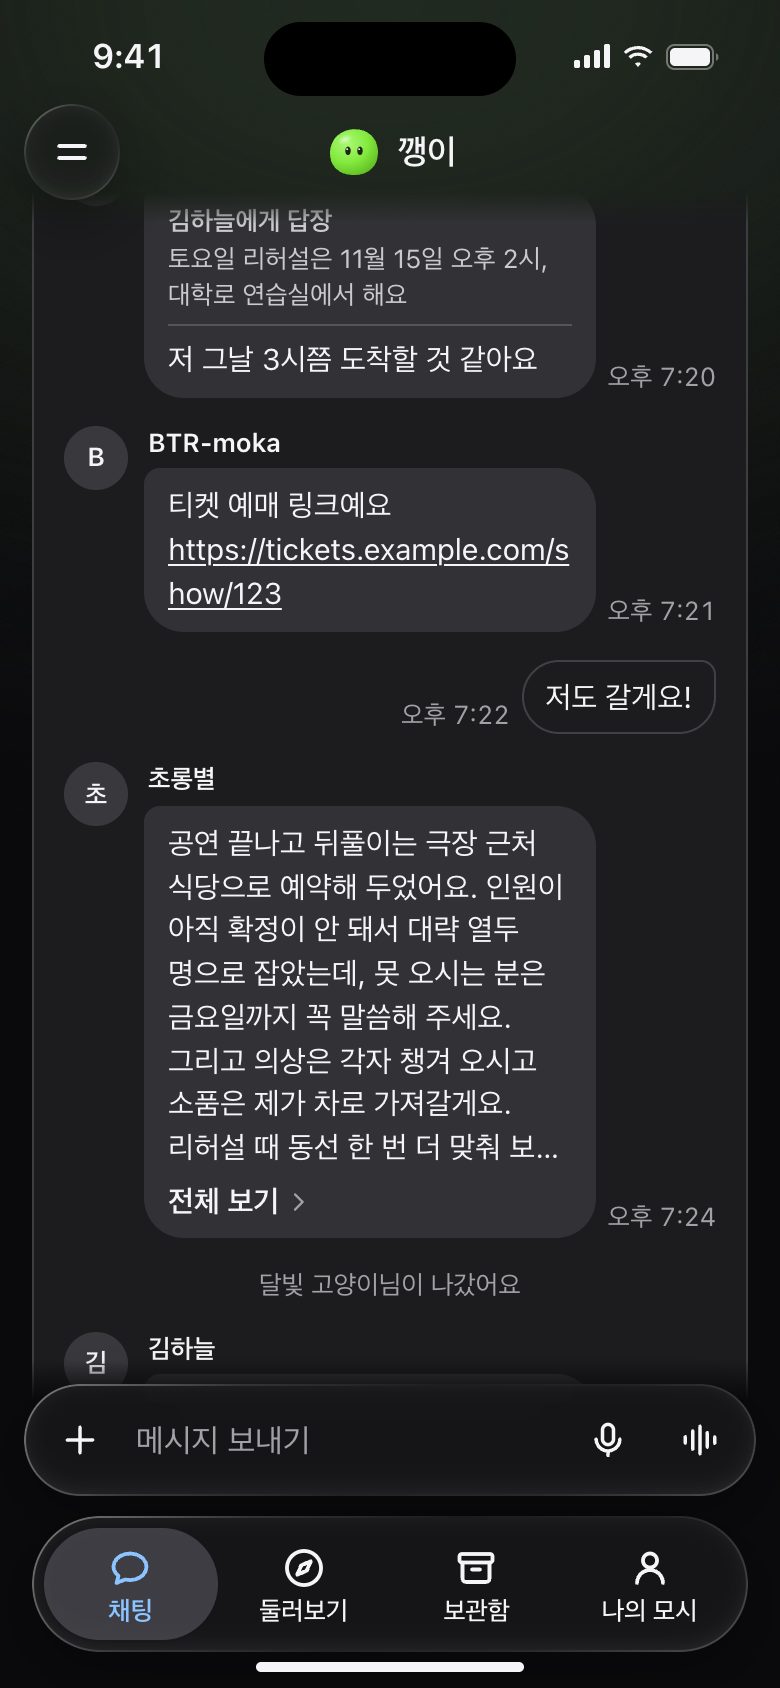 9:41
깽이
김하늘에게 답장
토요일 리허설은 11월 15일 오후 2시,
대학로 연습실에서 해요
저 그날 3시쯤 도착할 것 같아요
오후 7:20
B
BTR-moka
티켓 예매 링크예요
https://tickets.example.com/s
how/123
오후 7:21
저도 갈게요!
오후 7:22
초
초롱별
공연 끝나고 뒤풀이는 극장 근처
식당으로 예약해 두었어요. 인원이
아직 확정이 안 돼서 대략 열두
명으로 잡았는데, 못 오시는 분은
금요일까지 꼭 말씀해 주세요.
그리고 의상은 각자 챙겨 오시고
소품은 제가 차로 가져갈게요.
리허설 때 동선 한 번 더 맞춰 보...
전체 보기
오후 7:24
달빛 고양이님이 나갔어요
김
김하늘
메시지 보내기
채팅
둘러보기
보관함
나의 모시